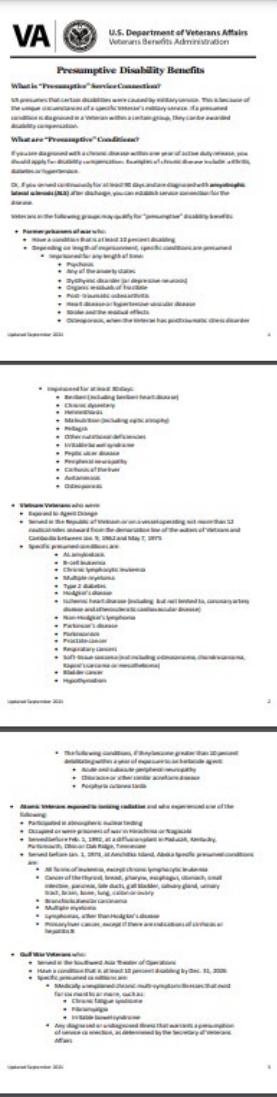 VA
U.S. Department of Veterans Affairs
Veterans Benefits Administration
Presumptive Disability Benefits
What is "Presumptive" Service Connection?
VA presumes that certain disabilities were caused by military service. This is because of
the unique circumstances of a specific Veteran's military service. If a presumed
condition is diagnosed in a Veteran within a certain group, they can be awarded
disability compensation.
What are "Presumptive" Conditions?
If you are diagnosed with a chronic disease within one year of active duty release, you
should apply for disability compensation. Examples of chronic disease include: arthritis,
diabetes or hypertension.
Or, if you served continuously for at least 90 days and are diagnosed with amyotrophic
lateral sclerosis (ALS) after discharge, you can establish service connection for the
disease.
Veterans in the following groups may qualify for "presumptive" disability benefits:
• Former prisoners of war who:
• Have a condition that is at least 10 percent disabling
• Depending on length of imprisonment, specific conditions are presumed
• Imprisoned for any length of time:
• Psychosis
• Any of the anxiety states
• Dysthymic disorder (or depressive neurosis)
• Organic residuals of frostbite
• Post-traumatic osteoarthritis
• Heart disease or hypertensive vascular disease
• Stroke and the residual effects
• Osteoporosis, when the Veteran has posttraumatic stress disorder
Updated September 2021
1
• Imprisoned for at least 30 days:
• Beriberi (including beriberi heart disease)
• Chronic dysentery
• Helminthiasis
• Malnutrition (including optic atrophy)
• Pellagra
• Other nutritional deficiencies
• Irritable bowel syndrome
• Peptic ulcer disease
• Peripheral neuropathy
• Cirrhosis of the liver
• Avitaminosis
• Osteoporosis
• Vietnam Veterans who were:
• Exposed to Agent Orange
• Served in the Republic of Vietnam or on a vessel operating not more than 12
nautical miles seaward from the demarcation line of the waters of Vietnam and
Cambodia between Jan. 9, 1962 and May 7, 1975
• Specific presumed conditions are:
• AL amyloidosis
• B-cell leukemia
• Chronic lymphocytic leukemia
• Multiple myeloma
• Type 2 diabetes
• Hodgkin's disease
• Ischemic heart disease (including, but not limited to, coronary artery
disease and atherosclerotic cardiovascular disease)
• Non-Hodgkin's lymphoma
• Parkinson's disease
• Parkinsonism
• Prostate cancer
• Respiratory cancers
• Soft-tissue sarcoma (not including osteosarcoma, chondrosarcoma,
Kaposi's sarcoma or mesothelioma)
• Bladder cancer
• Hypothyroidism
Updated September 2021
2
• The following conditions, if they become greater than 10 percent
debilitating within a year of exposure to an herbicide agent:
• Acute and subacute peripheral neuropathy
• Chloracne or other similar acneform disease
• Porphyria cutanea tarda
• Atomic Veterans exposed to ionizing radiation and who experienced one of the
following:
• Participated in atmospheric nuclear testing
• Occupied or were prisoners of war in Hiroshima or Nagasaki
• Served before Feb. 1, 1992, at a diffusion plant in Paducah, Kentucky,
Portsmouth, Ohio or Oak Ridge, Tennessee
• Served before Jan. 1, 1974, at Amchitka Island, Alaska Specific presumed conditions
are:
• All forms of leukemia, except chronic lymphocytic leukemia
• Cancer of the thyroid, breast, pharynx, esophagus, stomach, small
intestine, pancreas, bile ducts, gall bladder, salivary gland, urinary
tract, brain, bone, lung, colon or ovary
• Bronchioloalveolar carcinoma
• Multiple myeloma
• Lymphomas, other than Hodgkin's disease
• Primary liver cancer, except if there are indications of cirrhosis or
hepatitis B
• Gulf War Veterans who:
• Served in the Southwest Asia Theater of Operations
• Have a condition that is at least 10 percent disabling by Dec. 31, 2026
• Specific presumed conditions are:
• Medically unexplained chronic multi-symptom illnesses that exist
for six months or more, such as:
• Chronic fatigue syndrome
• Fibromyalgia
• Irritable bowel syndrome
• Any diagnosed or undiagnosed illness that warrants a presumption
of service connection, as determined by the Secretary of Veterans
Affairs
Updated September 2021
3